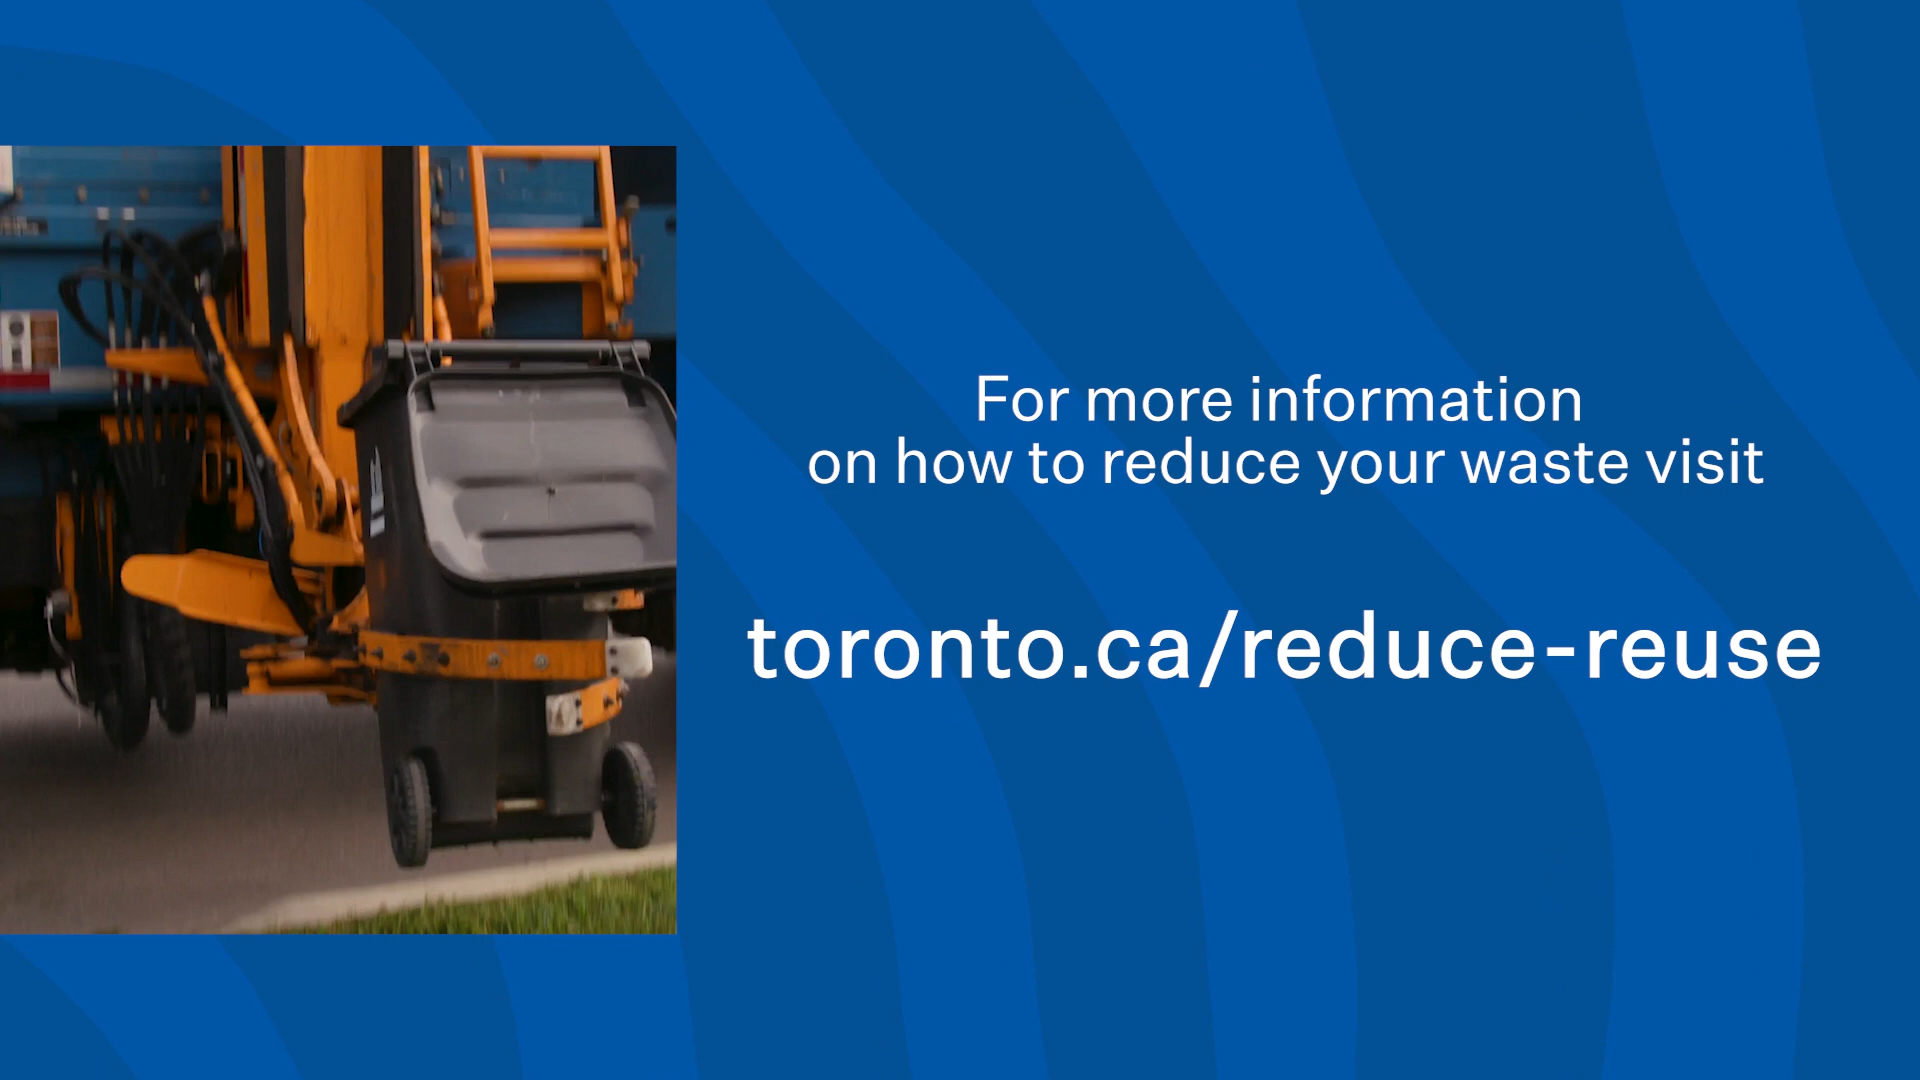 For more information
on how to reduce your waste visit
toronto.ca/reduce-reuse